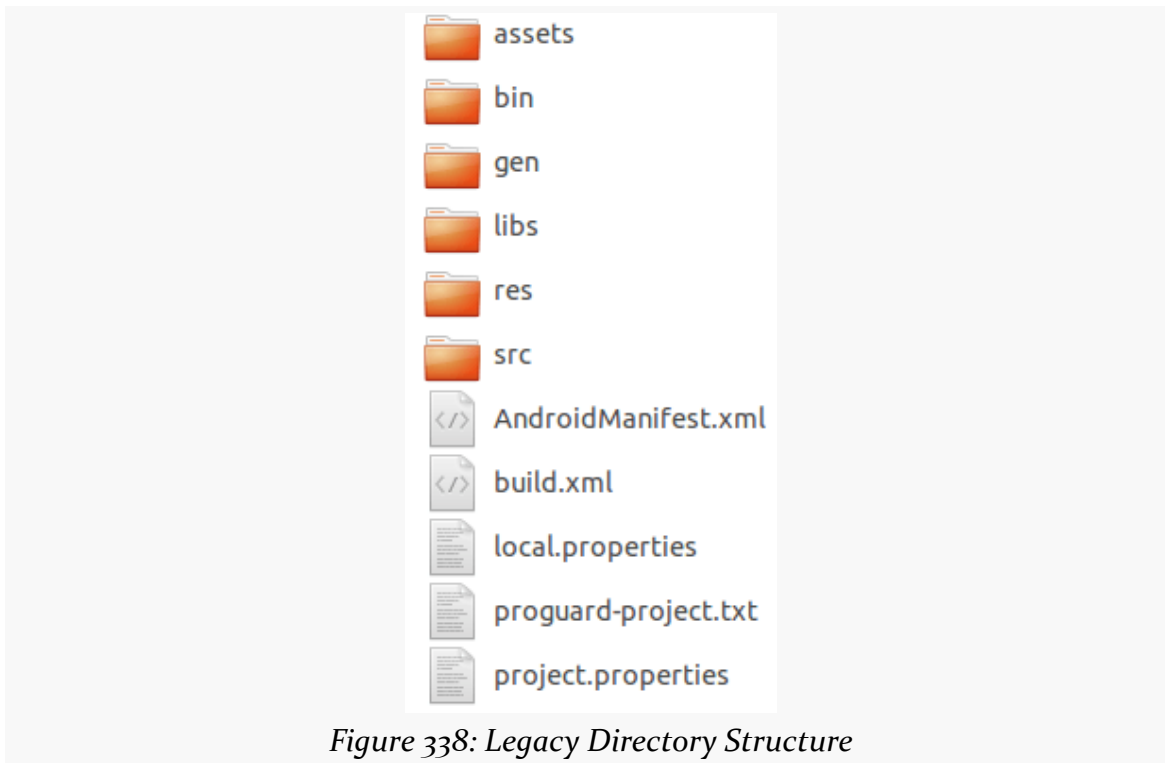 assets
bin
gen
libs
res
src
AndroidManifest.xml
build.xml
local.properties
proguard-project.txt
project.properties
Figure 338: Legacy Directory Structure